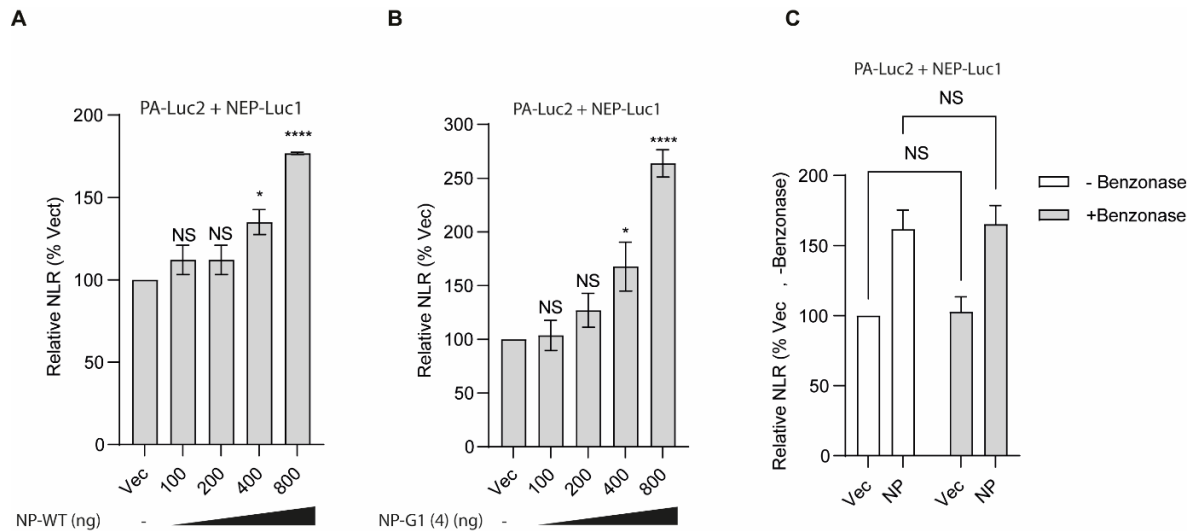 A
PA-Luc2 + NEP-Luc1
Relative NLR (% Vect)
200
150
100
50
0
NS
NS
*
****
Vec
100
200
400
800
NP-WT (ng)
-
B
PA-Luc2 + NEP-Luc1
Relative NLR (% Vec)
300
250
200
150
100
50
0
NS
NS
*
****
Vec
100
200
400
800
NP-G1 (4) (ng)
-
C
PA-Luc2 + NEP-Luc1
Relative NLR (% Vec , -Benzonase)
200
150
100
50
0
NS
NS
Vec
NP
Vec
NP
- Benzonase
+Benzonase